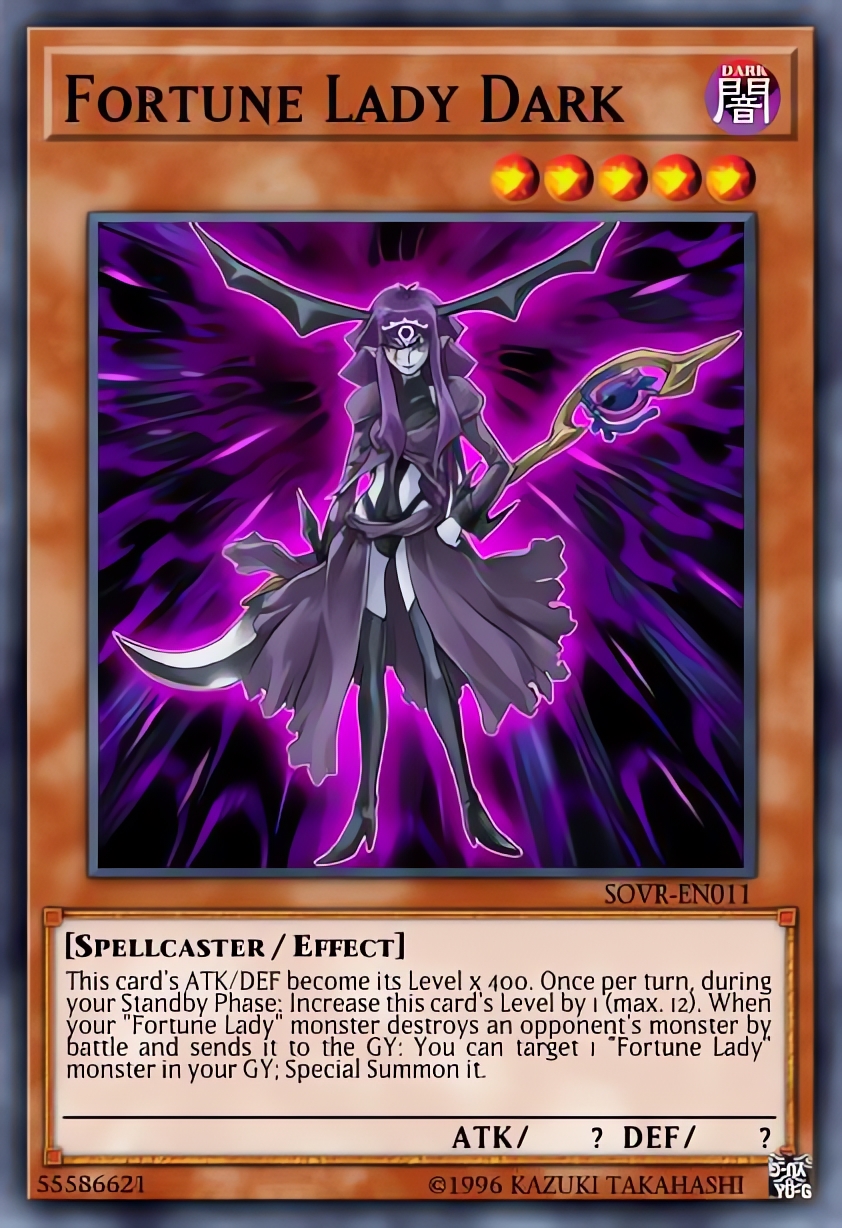 Fortune Lady Dark
DARK
闇
SOVR-EN011
[Spellcaster / Effect]
This card's ATK/DEF become its Level x 400. Once per turn, during
your Standby Phase: Increase this card's Level by 1 (max. 12). When
your "Fortune Lady" monster destroys an opponent's monster by
battle and sends it to the GY: You can target 1 "Fortune Lady"
monster in your GY; Special Summon it.
ATK/ ? DEF/ ?
55586621
©1996 KAZUKI TAKAHASHI